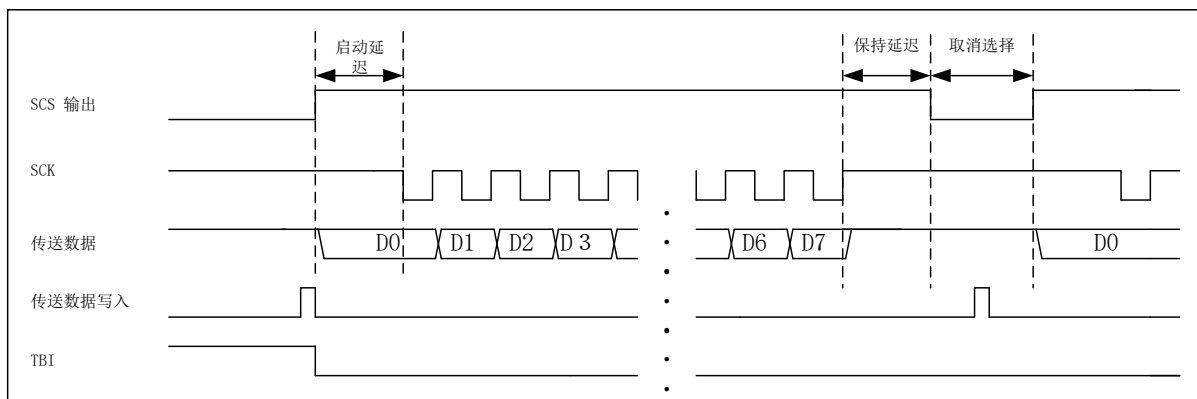 启动延
迟
保持延迟
取消选择
SCS 输出
SCK
传送数据
D0
D1
D2
D 3
D6
D7
D0
传送数据写入
TBI